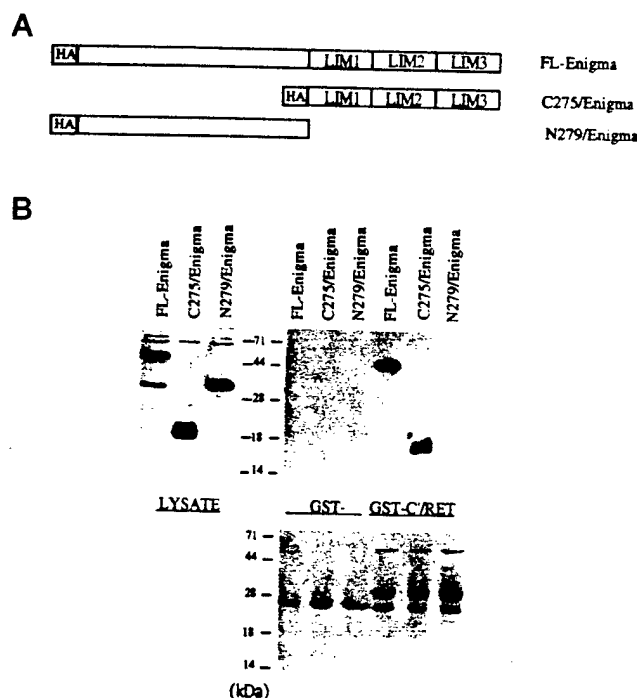 A
HA LIM1 LIM2 LIM3 FL-Enigma
HA LIM1 LIM2 LIM3 C275/Enigma
HA N279/Enigma
B
FL-Enigma C275/Enigma N279/Enigma FL-Enigma C275/Enigma N279/Enigma FL-Enigma C275/Enigma N279/Enigma
–71 –
–44 –
–28 –
–18 –
–14 –
LYSATE GST- GST-C'/RET
71 –
44 –
28 –
18 –
14 –
(kDa)